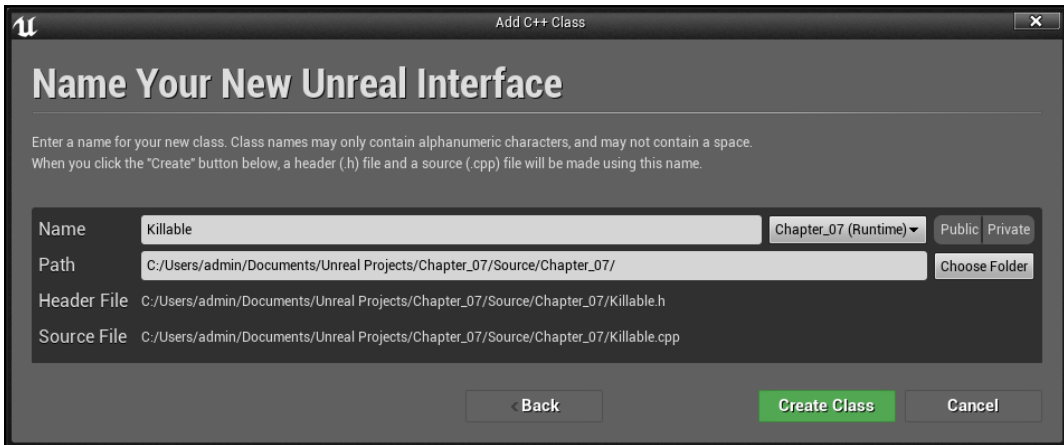 Add C++ Class
Name Your New Unreal Interface
Enter a name for your new class. Class names may only contain alphanumeric characters, and may not contain a space.
When you click the "Create" button below, a header (.h) file and a source (.cpp) file will be made using this name.
Name Killable Chapter_07 (Runtime) Public Private
Path C:/Users/admin/Documents/Unreal Projects/Chapter_07/Source/Chapter_07/ Choose Folder
Header File C:/Users/admin/Documents/Unreal Projects/Chapter_07/Source/Chapter_07/Killable.h
Source File C:/Users/admin/Documents/Unreal Projects/Chapter_07/Source/Chapter_07/Killable.cpp
Back Create Class Cancel